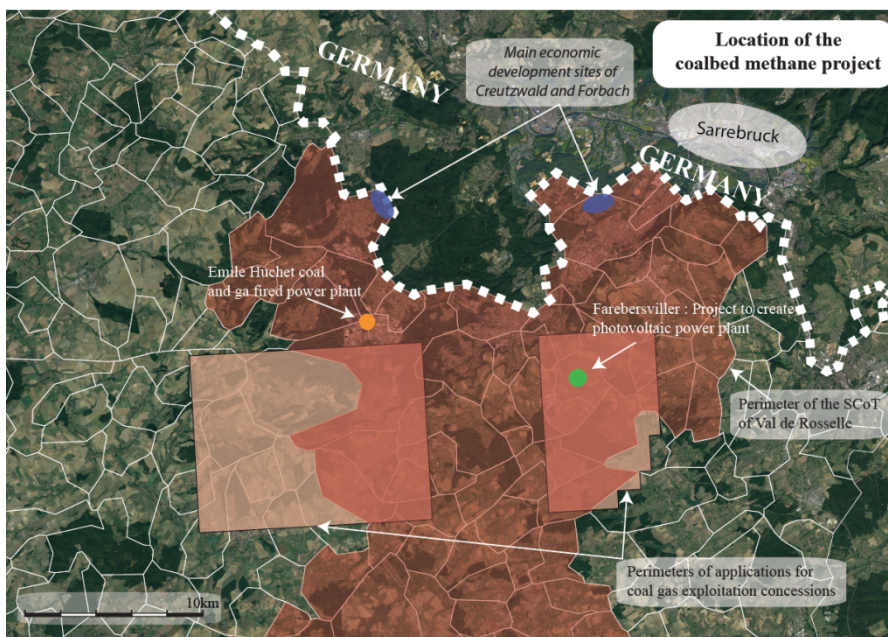 Location of the
coalbed methane project
GERMANY
Main economic
development sites of
Creutzwald and Forbach
Sarrebruck
GERMANY
Emile Huchet coal
and ga fired power plant
Farebersviller : Project to create
photovoltaic power plant
Perimeter of the SCoT
of Val de Rosselle
Perimeters of applications for
coal gas exploitation concessions
10km